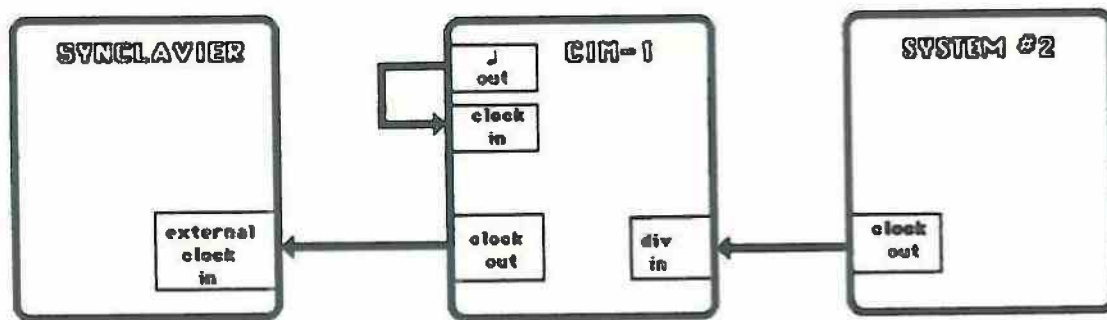 SYNCLAVIER
external
clock
in
CIM-1
♩
out
clock
in
clock
out
div
in
SYSTEM #2
clock
out